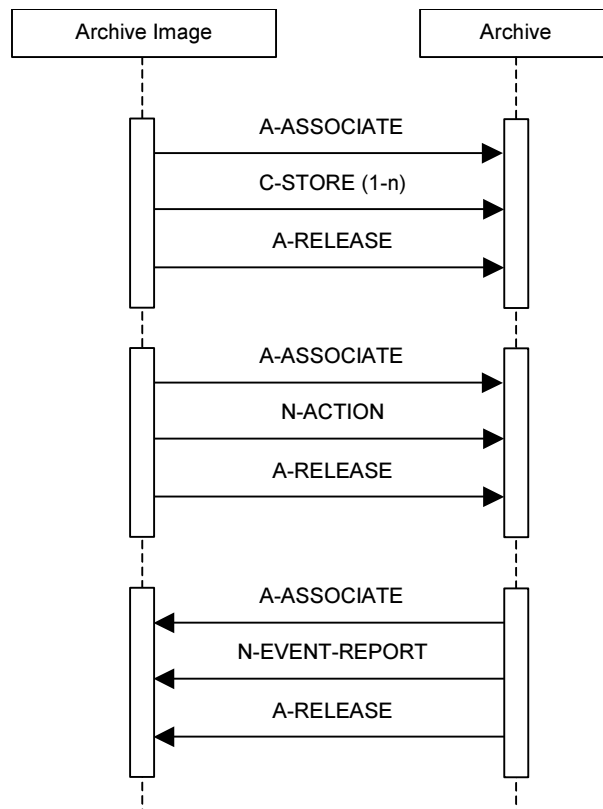 Archive Image
Archive
A-ASSOCIATE
C-STORE (1-n)
A-RELEASE
A-ASSOCIATE
N-ACTION
A-RELEASE
A-ASSOCIATE
N-EVENT-REPORT
A-RELEASE